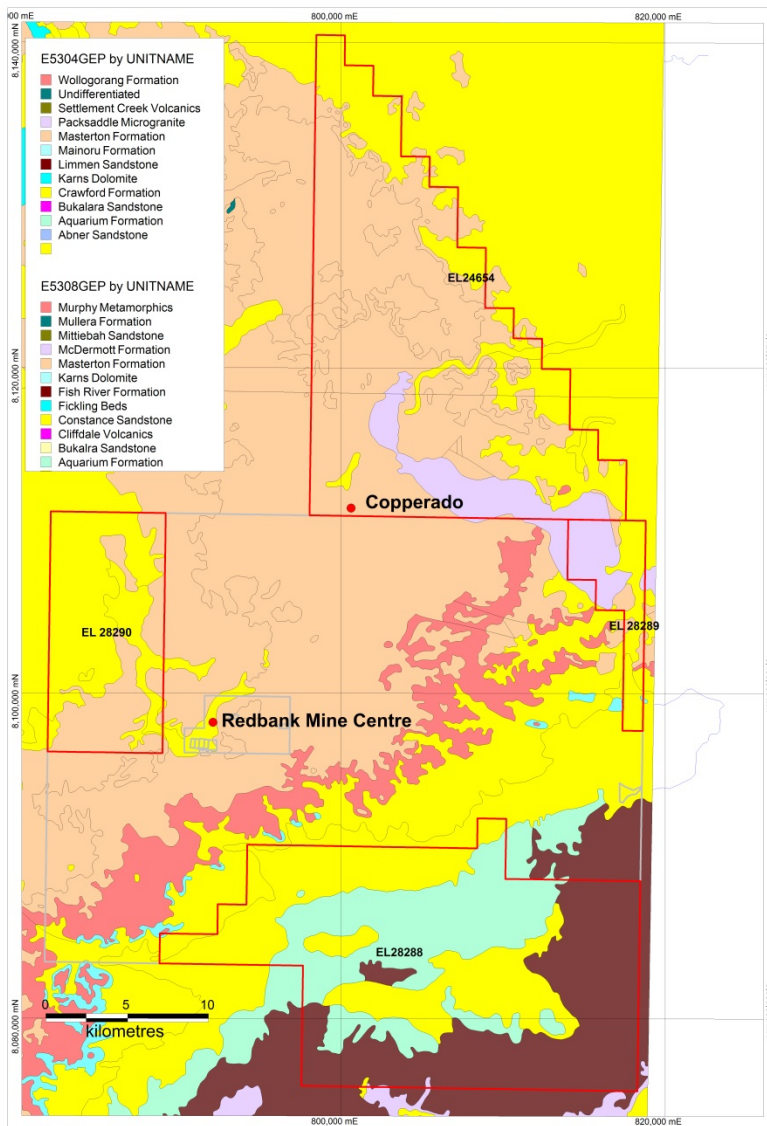 000 mE
800,000 mE
820,000 mE
8,140,000 mN
E5304GEP by UNITNAME
Wollogorang Formation
Undifferentiated
Settlement Creek Volcanics
Packsaddle Microgranite
Masterton Formation
Mainoru Formation
Limmen Sandstone
Karns Dolomite
Crawford Formation
Bukalara Sandstone
Aquarium Formation
Abner Sandstone
E5308GEP by UNITNAME
Murphy Metamorphics
Mullera Formation
Mittiebah Sandstone
McDermott Formation
Masterton Formation
Karns Dolomite
Fish River Formation
Fickling Beds
Constance Sandstone
Cliffdale Volcanics
Bukalra Sandstone
Aquarium Formation
EL24654
8,120,000 mN
Copperado
EL 28290
EL 28289
8,100,000 mN
Redbank Mine Centre
EL28288
0 5 10
kilometres
8,080,000 mN
800,000 mE
820,000 mE